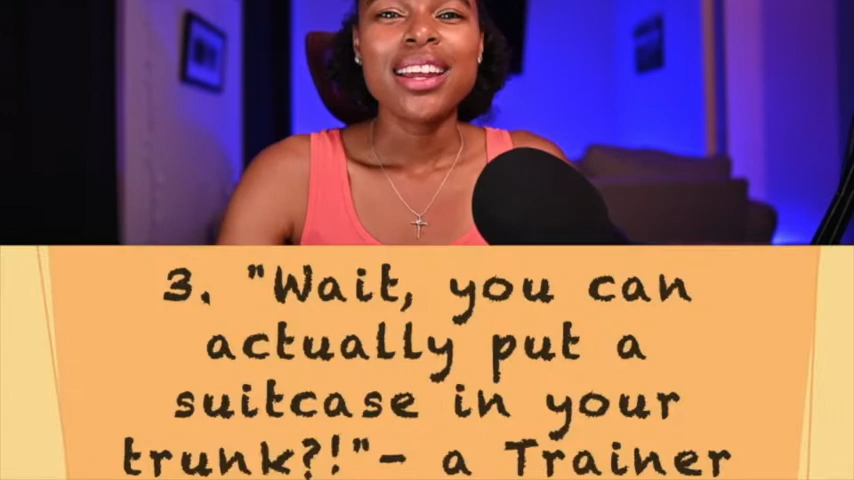 3. "Wait, you can
actually put a
suitcase in your
trunk?!"- a Trainer